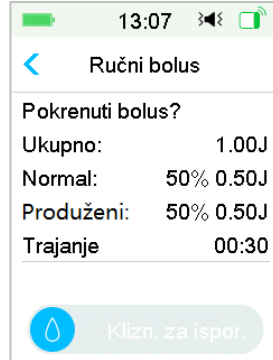 13:07
Ručni bolus
Pokrenuti bolus?
Ukupno: 1.00J
Normal: 50% 0.50J
Produženi: 50% 0.50J
Trajanje 00:30
Klizn. za ispor.